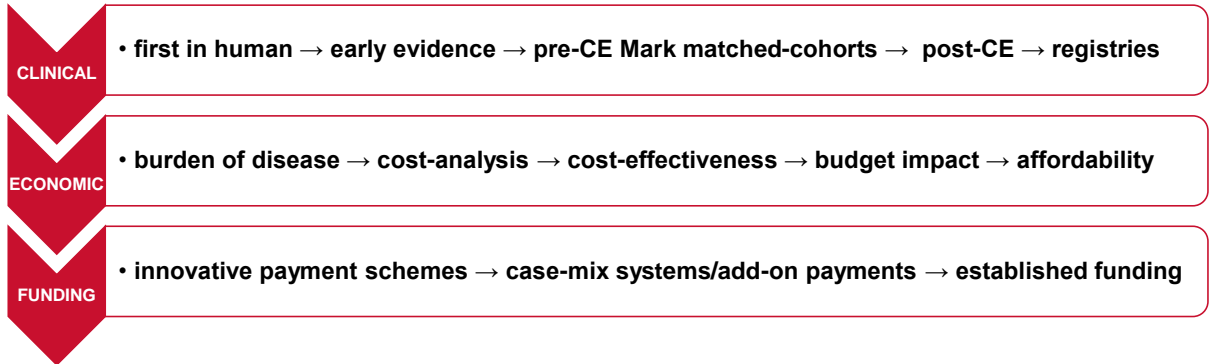 CLINICAL
• first in human → early evidence → pre-CE Mark matched-cohorts → post-CE → registries
ECONOMIC
• burden of disease → cost-analysis → cost-effectiveness → budget impact → affordability
FUNDING
• innovative payment schemes → case-mix systems/add-on payments → established funding